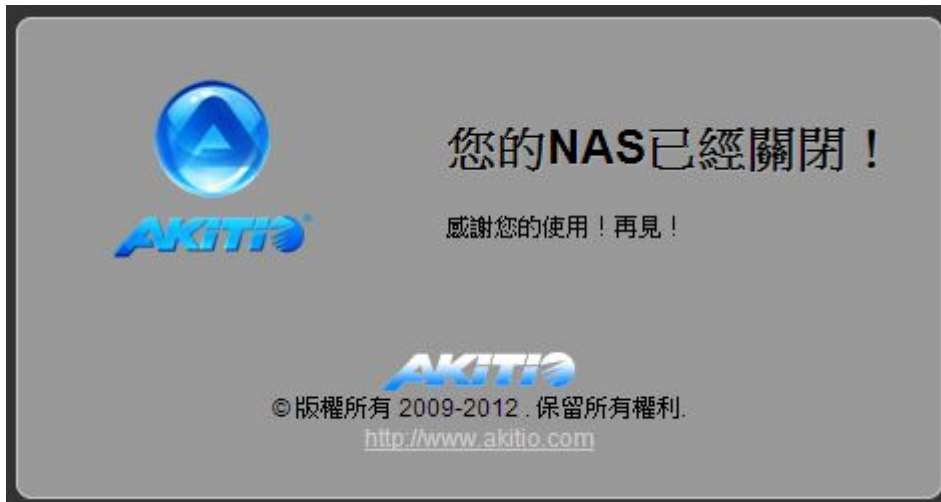 您的NAS已經關閉！
AKiTiO®
感謝您的使用！再見！
AKiTiO
©版權所有 2009-2012 . 保留所有權利.
http://www.akitio.com